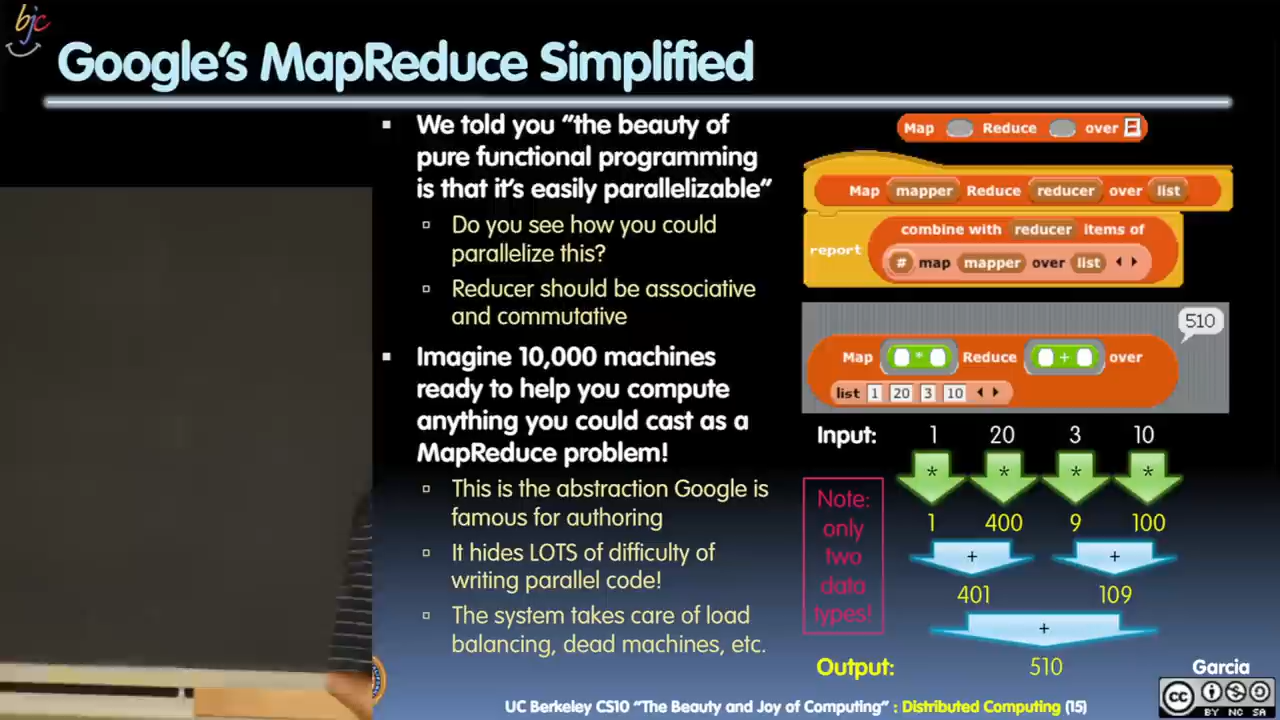 bjc
Google's MapReduce Simplified
▪ We told you "the beauty of
pure functional programming
is that it's easily parallelizable"
▫ Do you see how you could
parallelize this?
▫ Reducer should be associative
and commutative
▪ Imagine 10,000 machines
ready to help you compute
anything you could cast as a
MapReduce problem!
▫ This is the abstraction Google is
famous for authoring
▫ It hides LOTS of difficulty of
writing parallel code!
▫ The system takes care of load
balancing, dead machines, etc.
Map Reduce over
Map mapper Reduce reducer over list
report combine with reducer items of
# map mapper over list
510
Map * Reduce + over
list 1 20 3 10
Input: 1 20 3 10
* * * *
1 400 9 100
+ +
401 109
+
Output: 510
Note:
only
two
data
types!
Garcia
cc BY NC SA
UC Berkeley CS10 "The Beauty and Joy of Computing" : Distributed Computing (15)